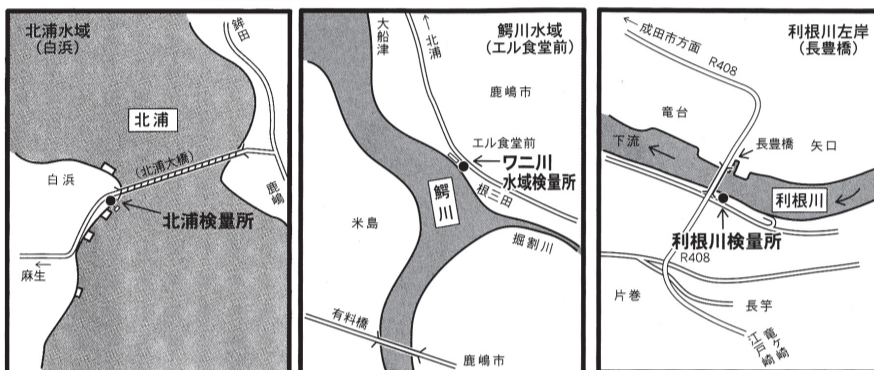 北浦水域
(白浜)
鉾田
北浦
(北浦大橋)
白浜
鹿嶋
北浦検量所
麻生
鰐川水域
(エル食堂前)
大船津
北浦
鹿嶋市
エル食堂前
ワニ川
水域検量所
根三田
鰐川
米島
堀割川
有料橋
鹿嶋市
利根川左岸
(長豊橋)
成田市方面
R408
竜台
長豊橋
下流
矢口
利根川
利根川検量所
R408
片巻
長竿
竜ヶ崎
江戸崎